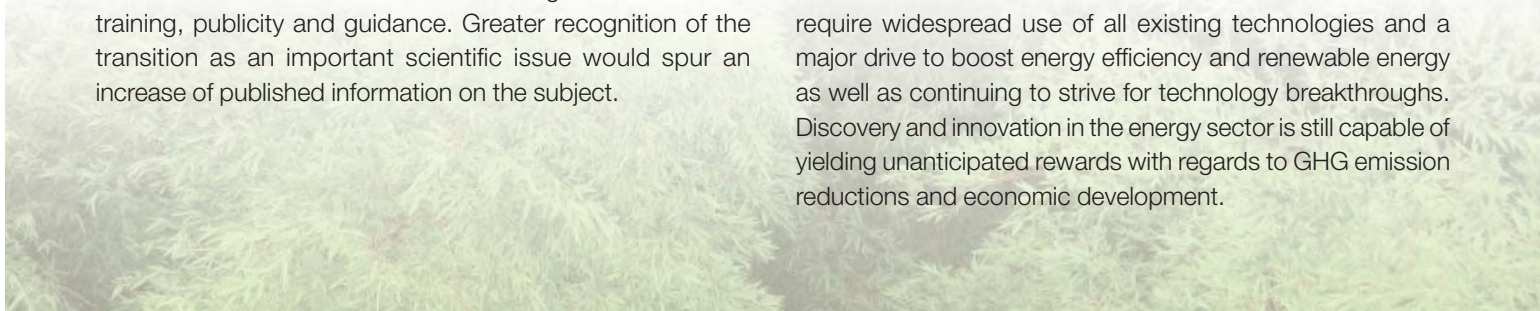 training, publicity and guidance. Greater recognition of the
transition as an important scientific issue would spur an
increase of published information on the subject.
require widespread use of all existing technologies and a
major drive to boost energy efficiency and renewable energy
as well as continuing to strive for technology breakthroughs.
Discovery and innovation in the energy sector is still capable of
yielding unanticipated rewards with regards to GHG emission
reductions and economic development.